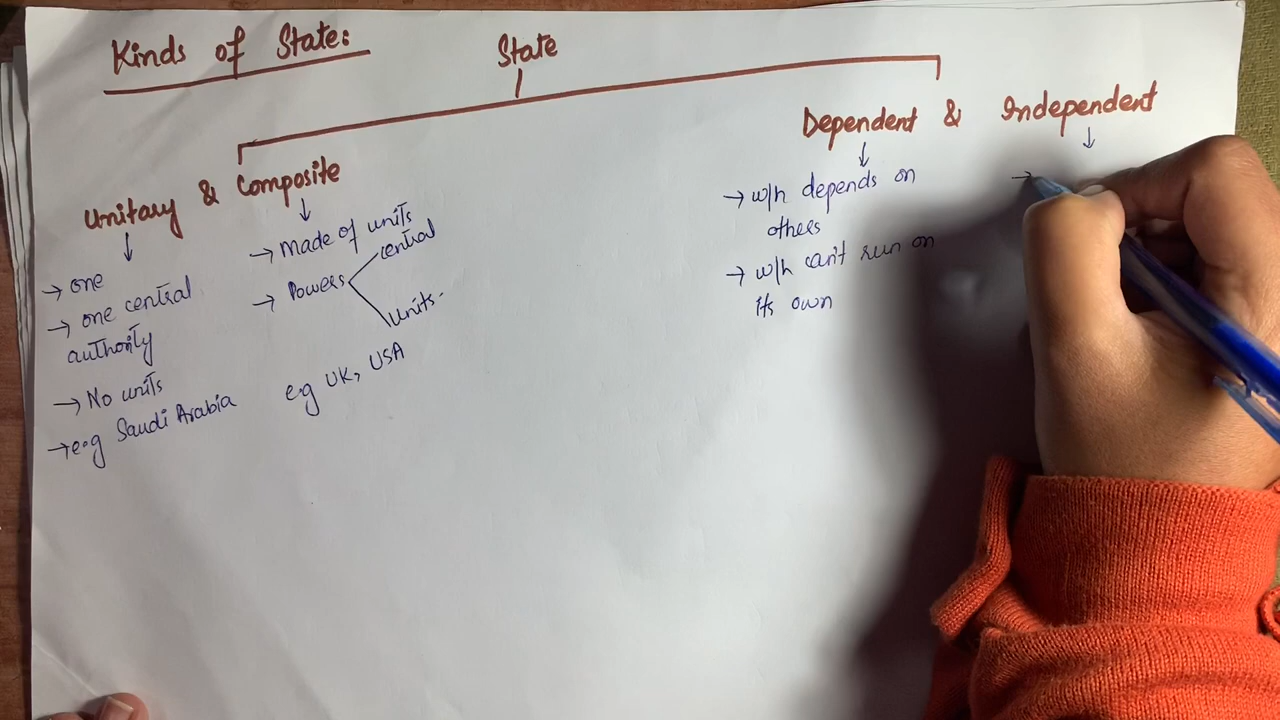 Kinds of State:
State
Unitary & Composite
→ one
→ one central
authority
→ No units
→ e.g Saudi Arabia
→ Made of units
→ Powers
central
units.
e.g UK, USA
Dependent & Independent
→ w/h depends on
others
→ w/h can't run on
its own
→